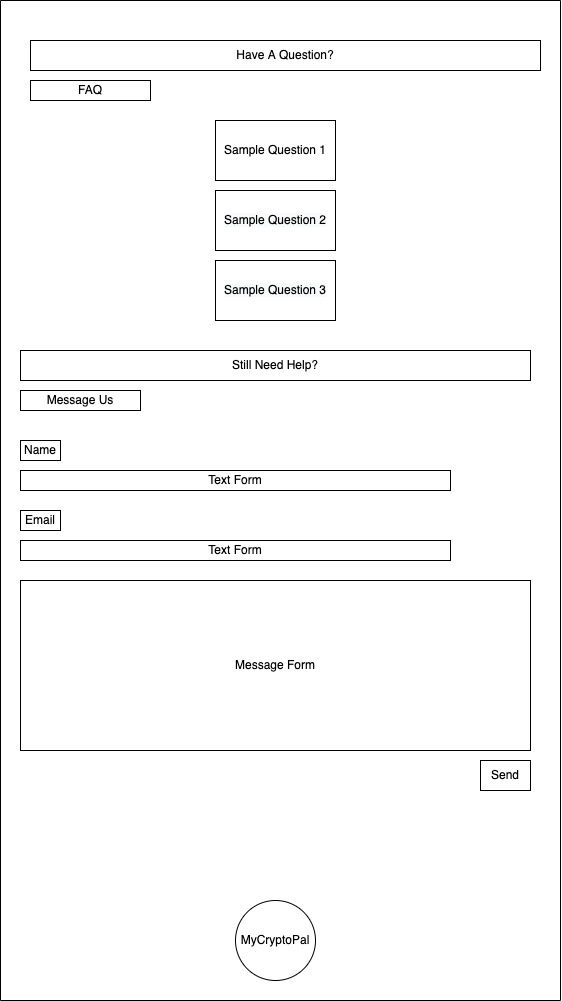 Have A Question?
FAQ
Sample Question 1
Sample Question 2
Sample Question 3
Still Need Help?
Message Us
Name
Text Form
Email
Text Form
Message Form
Send
MyCryptoPal